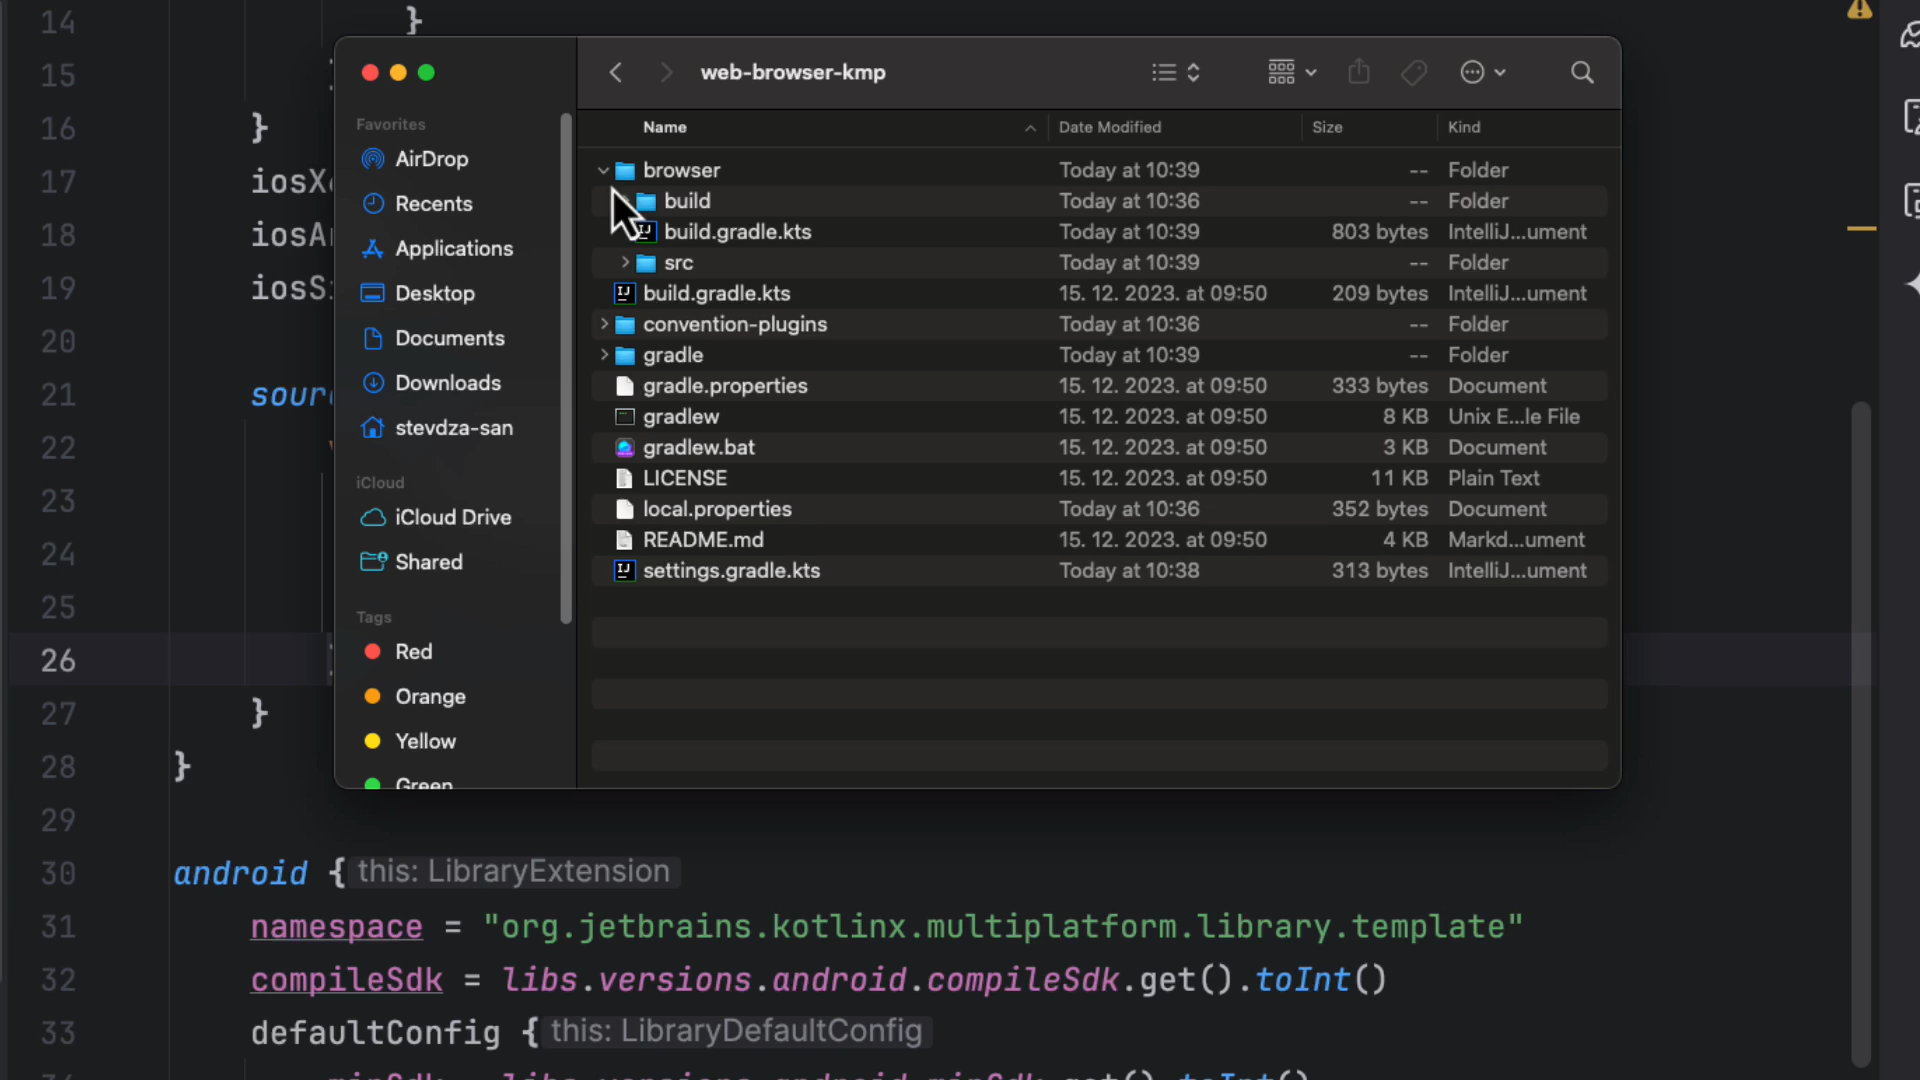 14 }
15
16 }
17 iosX
18 iosA
19 iosS
20
21 sour
22
23
24
25
26
27 }
28 }
29
30 android { this: LibraryExtension
31 namespace = "org.jetbrains.kotlinx.multiplatform.library.template"
32 compileSdk = libs.versions.android.compileSdk.get().toInt()
33 defaultConfig { this: LibraryDefaultConfig
minSdk = libs.versions.android.minSdk.get().toInt()
web-browser-kmp
Favorites
AirDrop
Recents
Applications
Desktop
Documents
Downloads
stevdza-san
iCloud
iCloud Drive
Shared
Tags
Red
Orange
Yellow
Green
Name Date Modified Size Kind
browser Today at 10:39 -- Folder
build Today at 10:36 -- Folder
build.gradle.kts Today at 10:39 803 bytes IntelliJ...ument
src Today at 10:39 -- Folder
build.gradle.kts 15. 12. 2023. at 09:50 209 bytes IntelliJ...ument
convention-plugins Today at 10:36 -- Folder
gradle Today at 10:39 -- Folder
gradle.properties 15. 12. 2023. at 09:50 333 bytes Document
gradlew 15. 12. 2023. at 09:50 8 KB Unix E...le File
gradlew.bat 15. 12. 2023. at 09:50 3 KB Document
LICENSE 15. 12. 2023. at 09:50 11 KB Plain Text
local.properties Today at 10:36 352 bytes Document
README.md 15. 12. 2023. at 09:50 4 KB Markd...ument
settings.gradle.kts Today at 10:38 313 bytes IntelliJ...ument